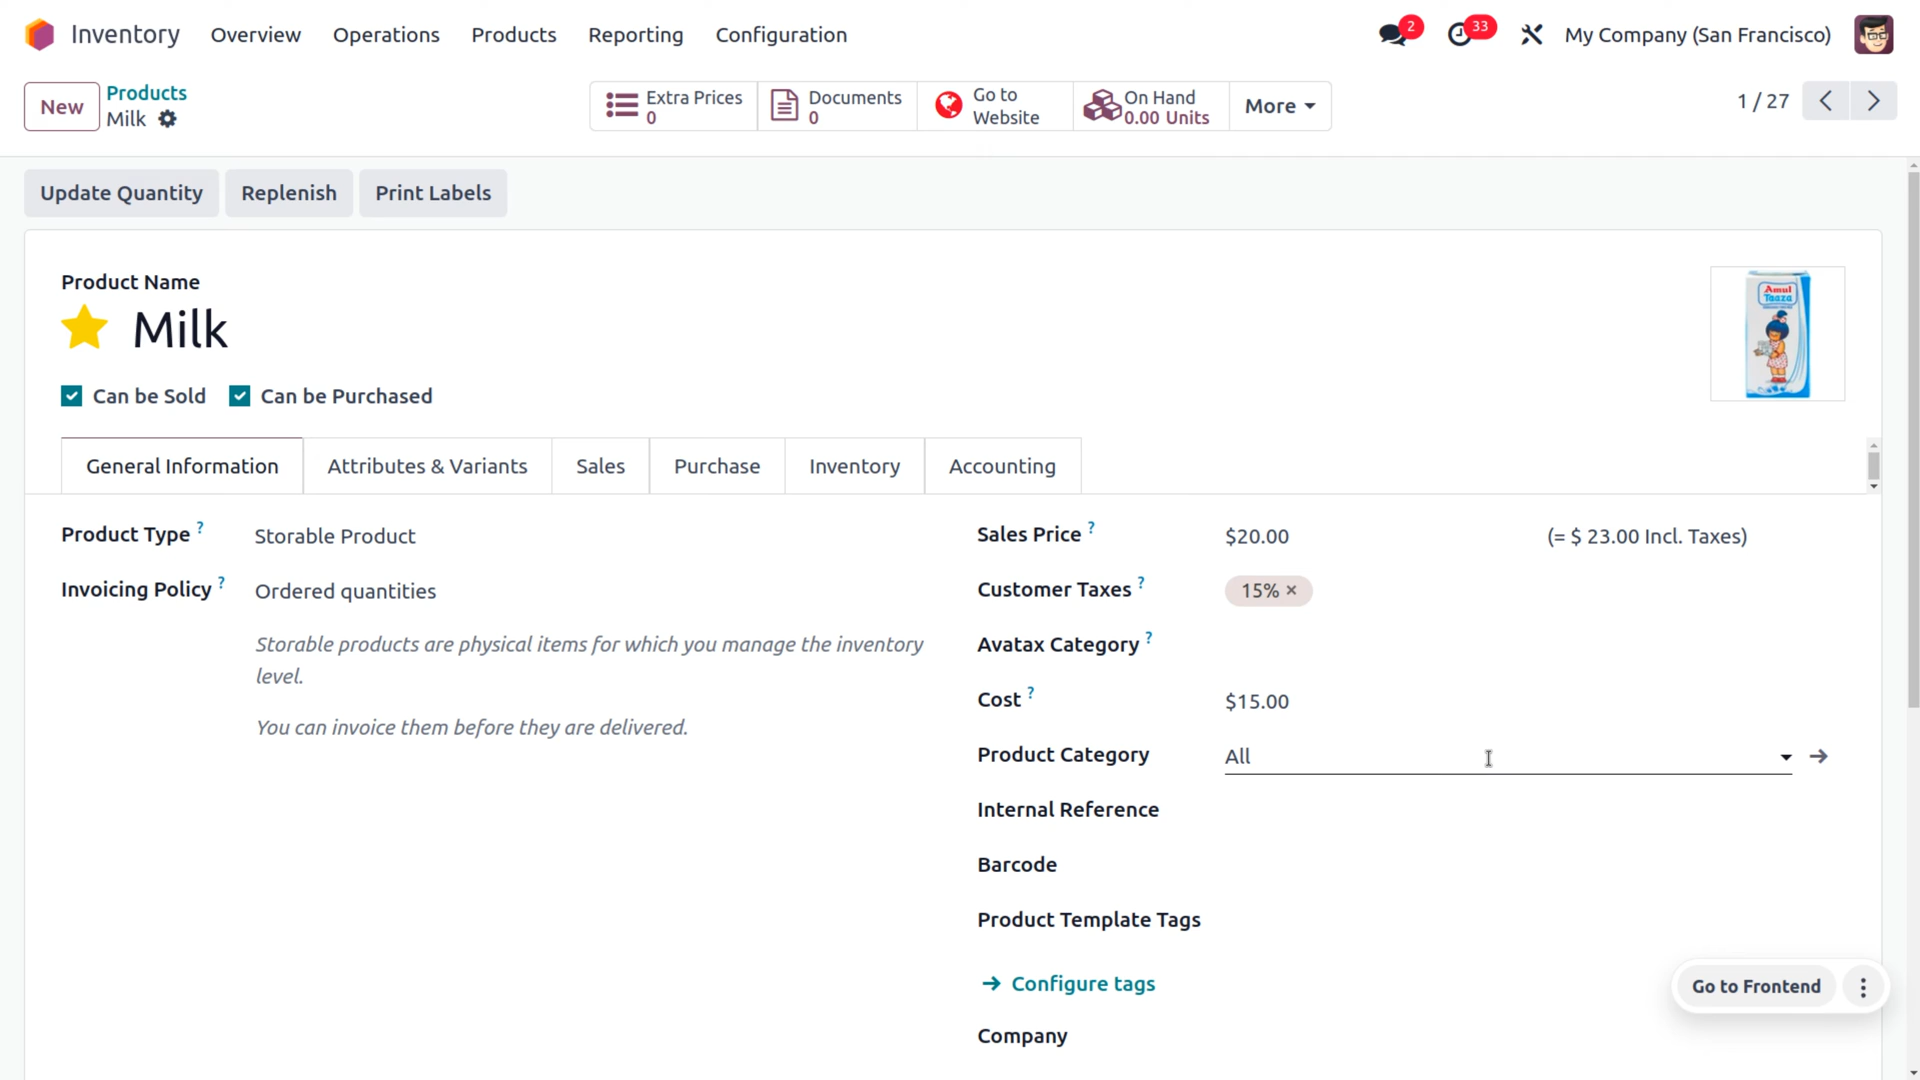 Inventory Overview Operations Products Reporting Configuration 2 33 My Company (San Francisco)
New
Products
Milk
Extra Prices
0
Documents
0
Go to
Website
On Hand
0.00 Units
More
1 / 27
Update Quantity Replenish Print Labels
Product Name
Milk
Amul
Taaza
Can be Sold Can be Purchased
General Information Attributes & Variants Sales Purchase Inventory Accounting
Product Type ? Storable Product
Invoicing Policy ? Ordered quantities
Storable products are physical items for which you manage the inventory
level.
You can invoice them before they are delivered.
Sales Price ? $20.00 (= $ 23.00 Incl. Taxes)
Customer Taxes ? 15% ×
Avatax Category ?
Cost ? $15.00
Product Category All
Internal Reference
Barcode
Product Template Tags
→ Configure tags
Company
Go to Frontend